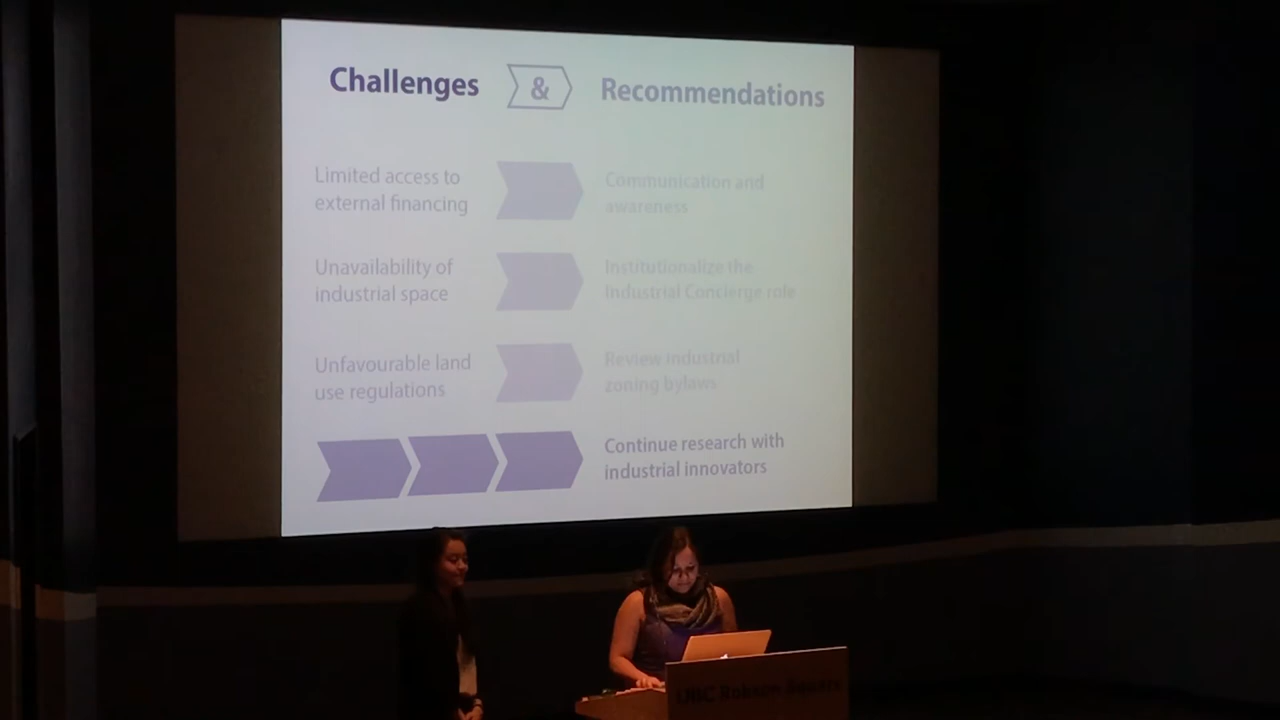 Challenges & Recommendations
Limited access to
external financing
Communication and
awareness
Unavailability of
industrial space
Institutionalize the
Industrial Concierge role
Unfavourable land
use regulations
Review industrial
zoning bylaws
Continue research with
industrial innovators
UBC Robson Square